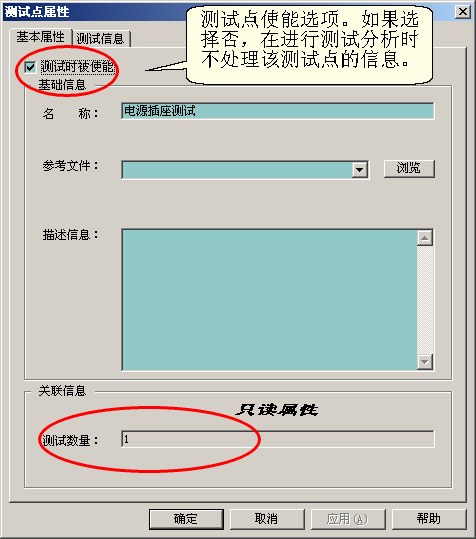 测试点属性
测试点使能选项。如果选
择否，在进行测试分析时
不处理该测试点的信息。
基本属性 测试信息
测试时被使能
基础信息
名 称： 电源插座测试
参考文件： 浏览
描述信息：
关联信息
只读属性
测试数量： 1
确定 取消 应用(A) 帮助